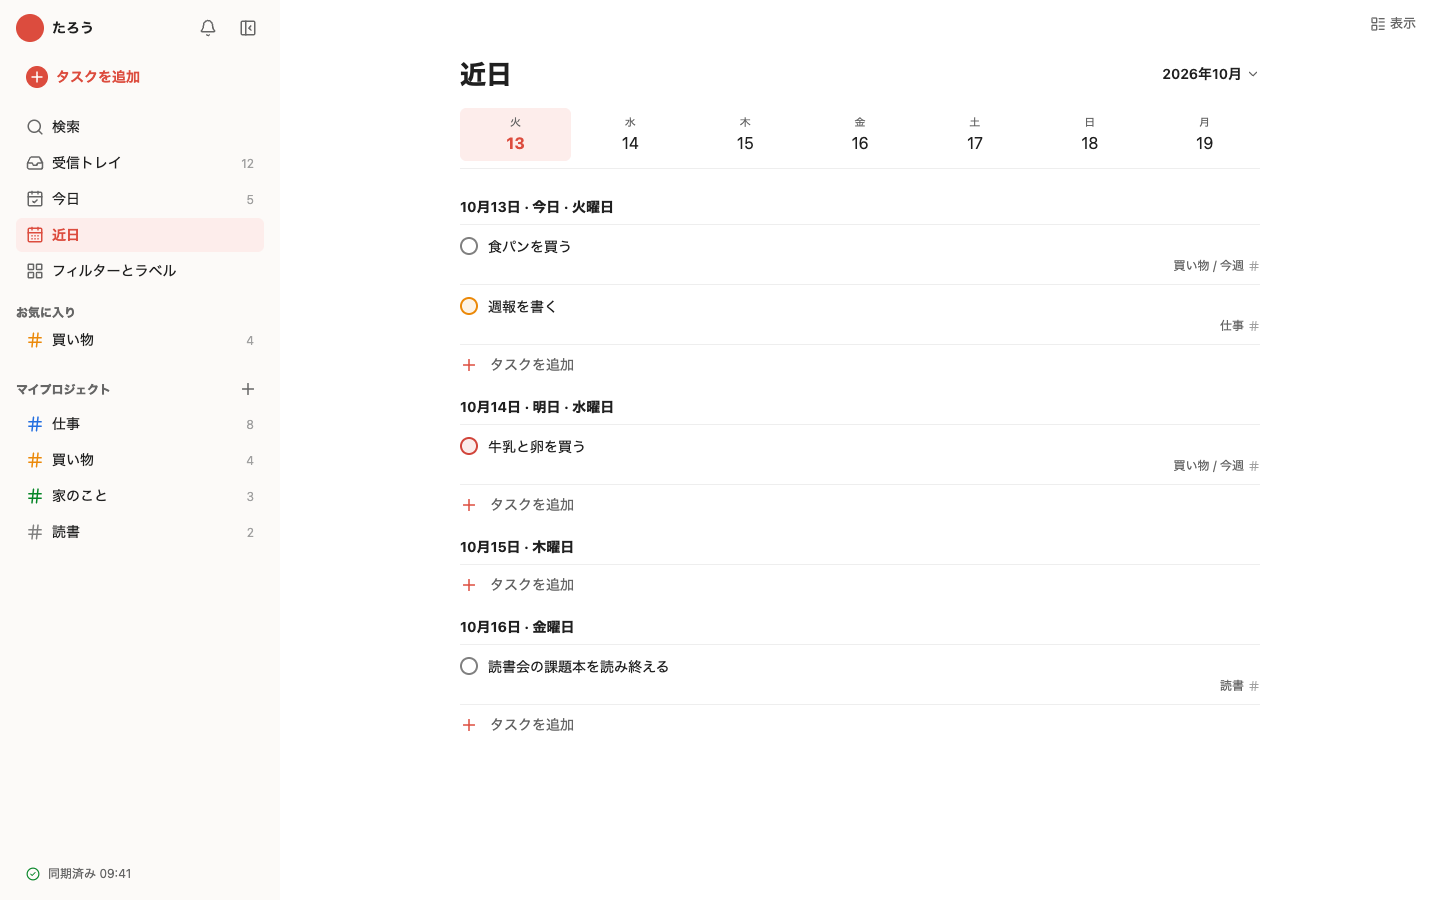 たろう
タスクを追加
検索
受信トレイ 12
今日 5
近日
フィルターとラベル
お気に入り
買い物 4
マイプロジェクト
仕事 8
買い物 4
家のこと 3
読書 2
同期済み 09:41
表示
近日
2026年10月
火 水 木 金 土 日 月
13 14 15 16 17 18 19
10月13日 · 今日 · 火曜日
食パンを買う
買い物 / 今週 #
週報を書く
仕事 #
タスクを追加
10月14日 · 明日 · 水曜日
牛乳と卵を買う
買い物 / 今週 #
タスクを追加
10月15日 · 木曜日
タスクを追加
10月16日 · 金曜日
読書会の課題本を読み終える
読書 #
タスクを追加